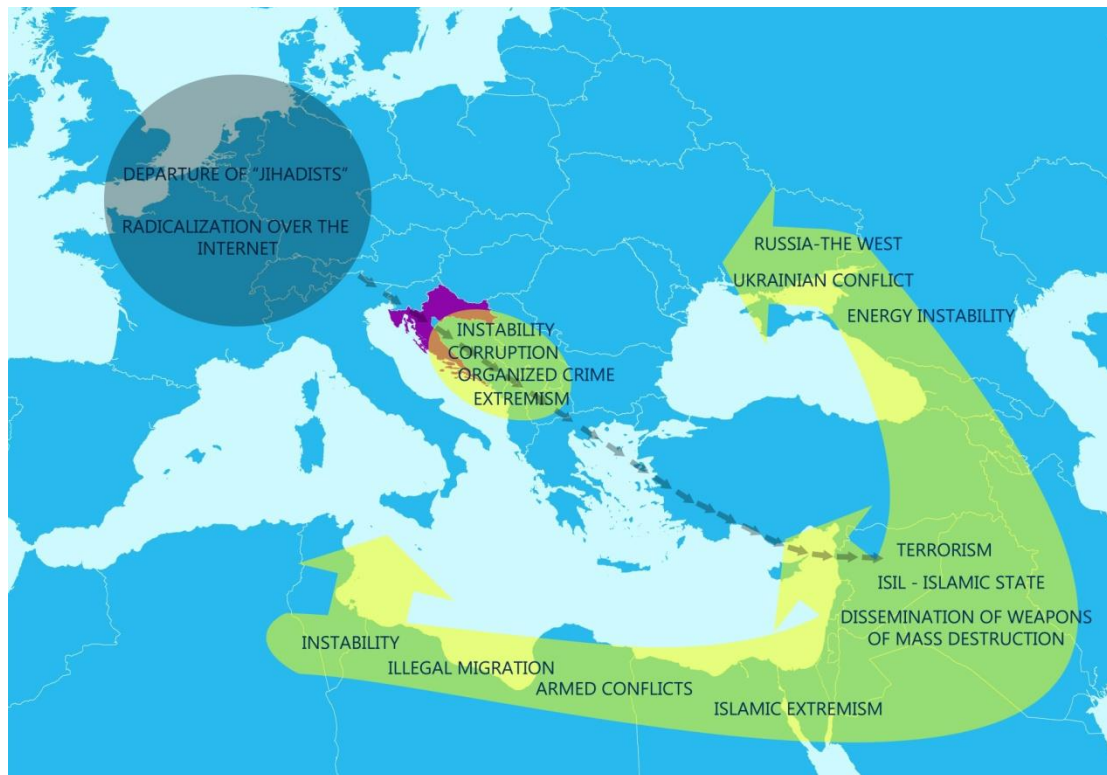 DEPARTURE OF “JIHADISTS”
RADICALIZATION OVER THE
INTERNET
RUSSIA-THE WEST
UKRAINIAN CONFLICT
ENERGY INSTABILITY
INSTABILITY
CORRUPTION
ORGANIZED CRIME
EXTREMISM
TERRORISM
ISIL - ISLAMIC STATE
DISSEMINATION OF WEAPONS
OF MASS DESTRUCTION
INSTABILITY
ILLEGAL MIGRATION
ARMED CONFLICTS
ISLAMIC EXTREMISM